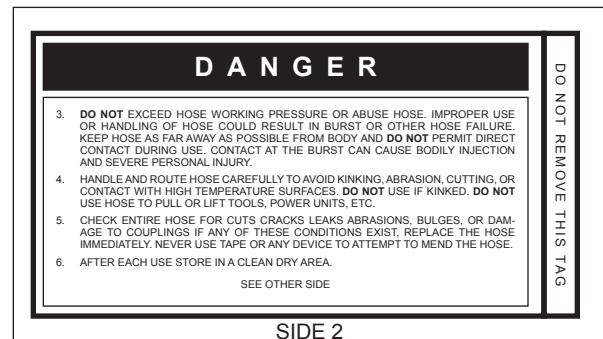 D A N G E R
3. DO NOT EXCEED HOSE WORKING PRESSURE OR ABUSE HOSE. IMPROPER USE
OR HANDLING OF HOSE COULD RESULT IN BURST OR OTHER HOSE FAILURE.
KEEP HOSE AS FAR AWAY AS POSSIBLE FROM BODY AND DO NOT PERMIT DIRECT
CONTACT DURING USE. CONTACT AT THE BURST CAN CAUSE BODILY INJECTION
AND SEVERE PERSONAL INJURY.
4. HANDLE AND ROUTE HOSE CAREFULLY TO AVOID KINKING, ABRASION, CUTTING, OR
CONTACT WITH HIGH TEMPERATURE SURFACES. DO NOT USE IF KINKED. DO NOT
USE HOSE TO PULL OR LIFT TOOLS, POWER UNITS, ETC.
5. CHECK ENTIRE HOSE FOR CUTS CRACKS LEAKS ABRASIONS, BULGES, OR DAM-
AGE TO COUPLINGS IF ANY OF THESE CONDITIONS EXIST, REPLACE THE HOSE
IMMEDIATELY. NEVER USE TAPE OR ANY DEVICE TO ATTEMPT TO MEND THE HOSE.
6. AFTER EACH USE STORE IN A CLEAN DRY AREA.
SEE OTHER SIDE
DO NOT REMOVE THIS TAG
SIDE 2